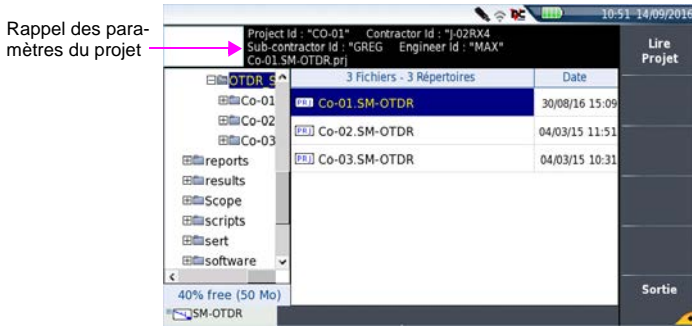 Rappel des para-
mètres du projet
10:51 14/09/2016
Project Id : "CO-01" Contractor Id : "J-02RX4
Sub-contractor Id : "GREG Engineer Id : "MAX"
Co-01.SM-OTDR.prj
Lire
Projet
OTDR_S
3 Fichiers - 3 Répertoires Date
Co-01
PRJ Co-01.SM-OTDR 30/08/16 15:09
Co-02
PRJ Co-02.SM-OTDR 04/03/15 11:51
Co-03
PRJ Co-03.SM-OTDR 04/03/15 10:31
reports
results
Scope
scripts
sert
software
40% free (50 Mo)
Sortie
SM-OTDR